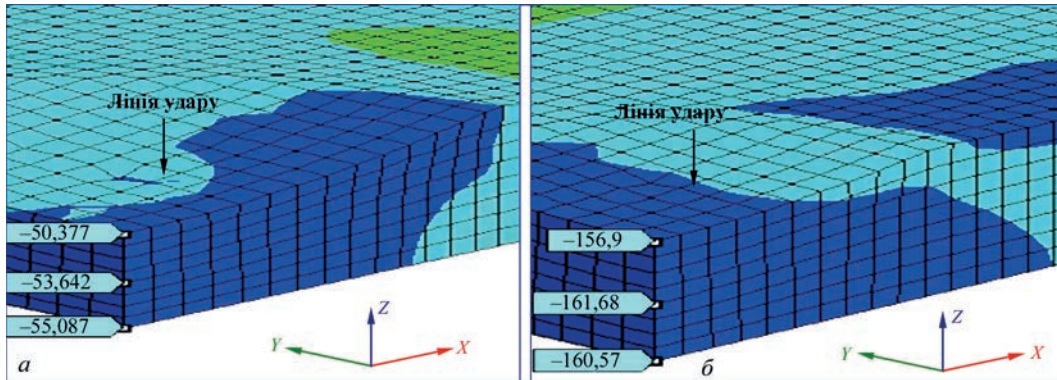 Лінія удару
–50,377
–53,642
–55,087
Z
Y
X
а
Лінія удару
–156,9
–161,68
–160,57
Z
Y
X
б